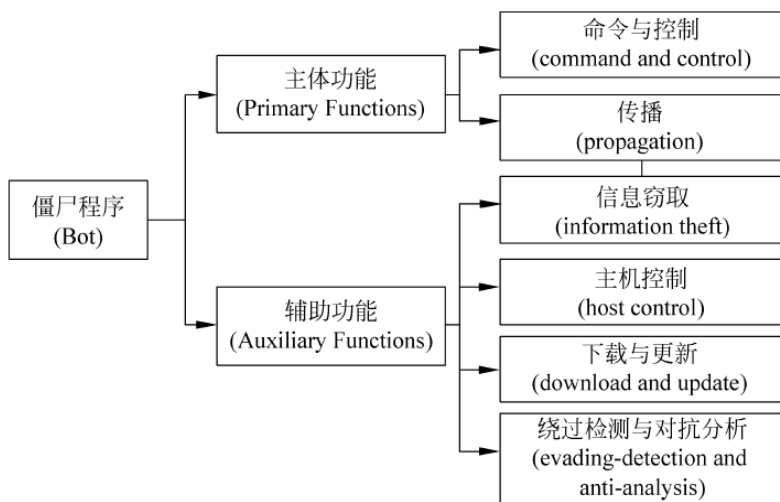 僵尸程序
(Bot)
主体功能
(Primary Functions)
命令与控制
(command and control)
传播
(propagation)
辅助功能
(Auxiliary Functions)
信息窃取
(information theft)
主机控制
(host control)
下载与更新
(download and update)
绕过检测与对抗分析
(evading-detection and
anti-analysis)